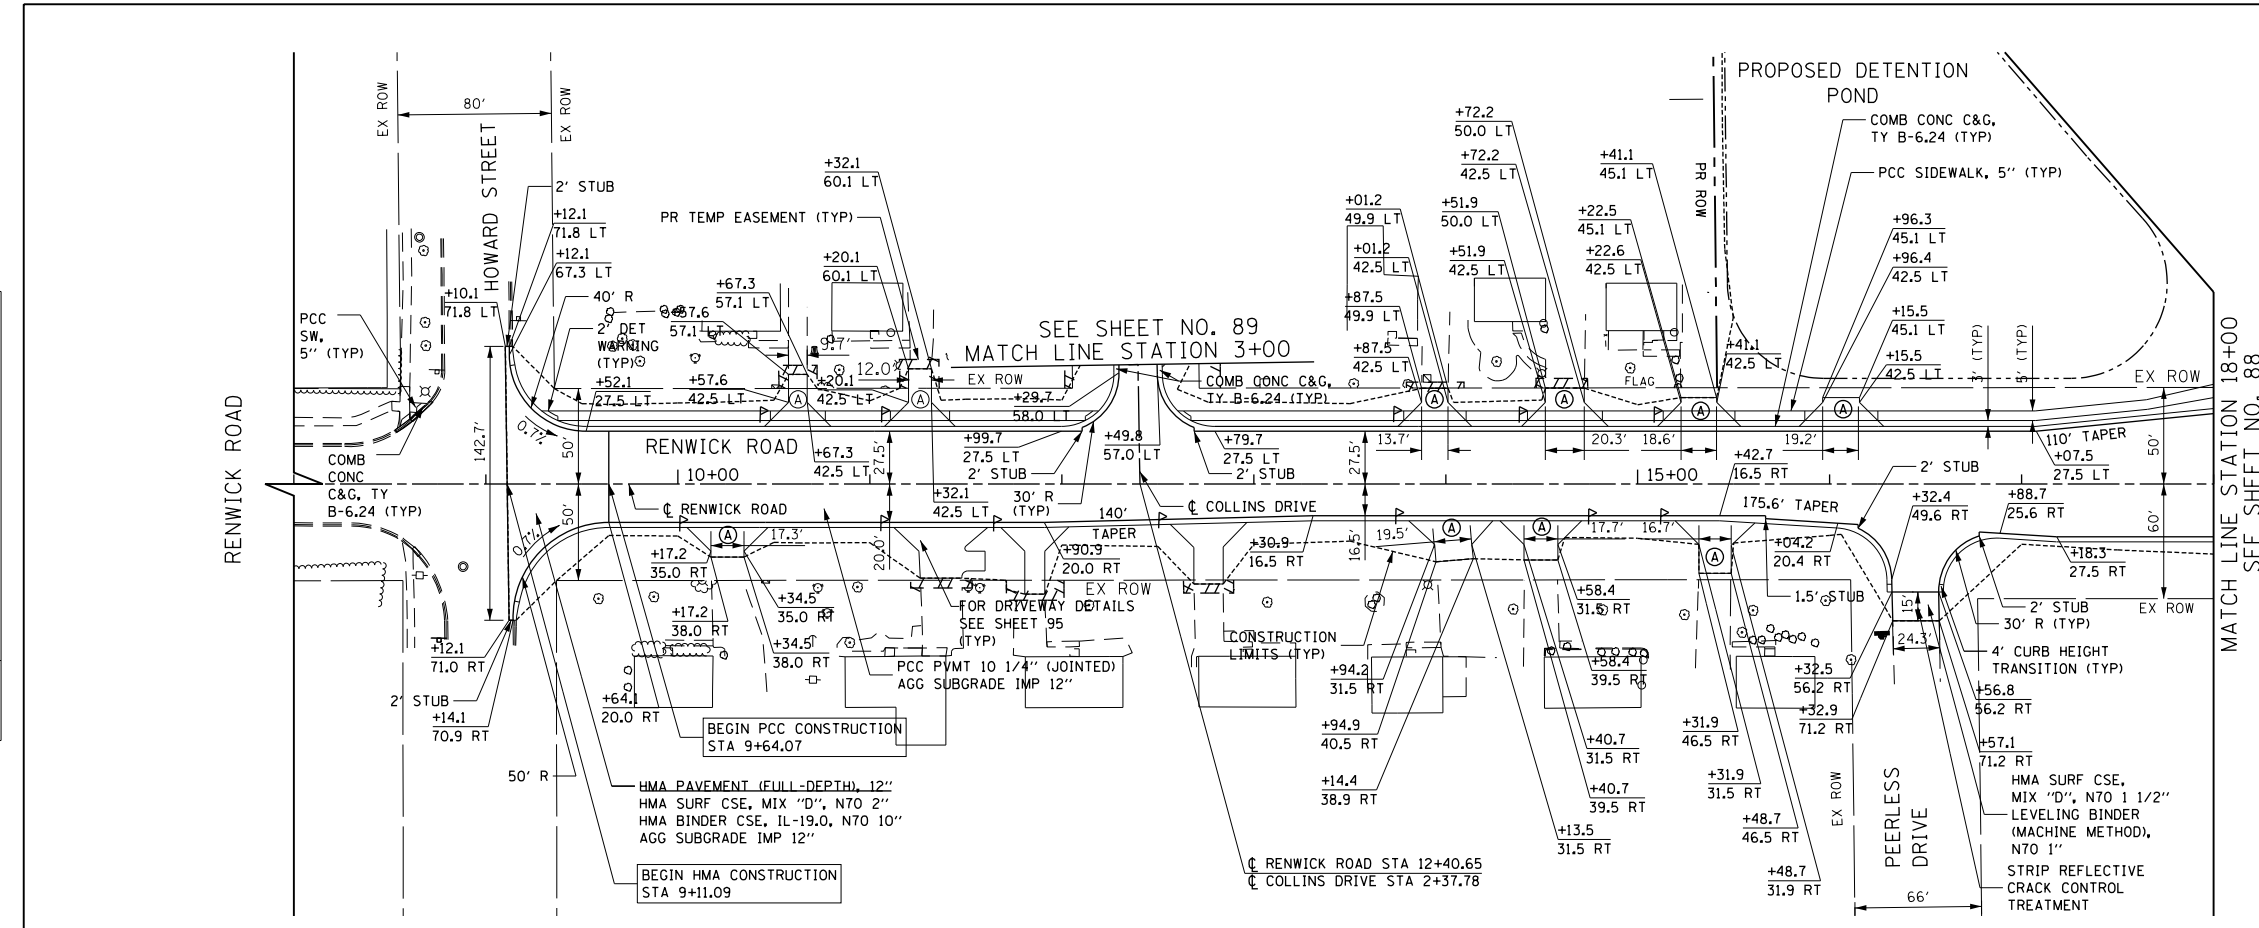 PROPOSED DETENTION
POND
COMB CONC C&G,
TY B-6.24 (TYP)
PCC SIDEWALK, 5'' (TYP)
EX ROW
80'
EX ROW
HOWARD STREET
2' STUB
+12.1
71.8 LT
+12.1
67.3 LT
+10.1
71.8 LT
40' R
2' DET
WARNING
(TYP)
PCC
SW,
5'' (TYP)
+52.1
27.5 LT
PR TEMP EASEMENT (TYP)
+32.1
60.1 LT
+20.1
60.1 LT
+67.3
57.1 LT
+57.6
57.1 LT
9.7'
12.0'
+57.6
42.5 LT
+20.1
42.5 LT
EX ROW
SEE SHEET NO. 89
MATCH LINE STATION 3+00
COMB CONC C&G,
TY B-6.24 (TYP)
+29.7
58.0 LT
+72.2
50.0 LT
+72.2
42.5 LT
+41.1
45.1 LT
+01.2
49.9 LT
+01.2
42.5 LT
+51.9
50.0 LT
+51.9
42.5 LT
+22.5
45.1 LT
+22.6
42.5 LT
+87.5
49.9 LT
+87.5
42.5 LT
FLAG
PR ROW
+41.1
42.5 LT
+96.3
45.1 LT
+96.4
42.5 LT
+15.5
45.1 LT
+15.5
42.5 LT
3' (TYP)
5' (TYP)
EX ROW
RENWICK ROAD
142.7'
0.7%
50'
COMB
CONC
C&G, TY
B-6.24 (TYP)
RENWICK ROAD
10+00
+67.3
42.5 LT
27.5'
+99.7
27.5 LT
2' STUB
+49.8
57.0 LT
+79.7
27.5 LT
2' STUB
27.5'
13.7'
20.3'
18.6'
19.2'
110' TAPER
+07.5
27.5 LT
50'
15+00
+42.7
16.5 RT
2' STUB
175.6' TAPER
+32.4
49.6 RT
+88.7
25.6 RT
60'
℄ RENWICK ROAD
+32.1
42.5 LT
30' R
(TYP)
℄ COLLINS DRIVE
50'
0.7%
17.3'
20'
140'
TAPER
+30.9
16.5 RT
16.5'
19.5'
17.7'
16.7'
+04.2
20.4 RT
+18.3
27.5 RT
+17.2
35.0 RT
+34.5
35.0 RT
+17.2
38.0 RT
+34.5
38.0 RT
+90.9
20.0 RT
EX ROW
FOR DRIVEWAY DETAILS
SEE SHEET 95
(TYP)
CONSTRUCTION
LIMITS (TYP)
+58.4
31.5 RT
+58.4
39.5 RT
1.5' STUB
15'
24.3'
2' STUB
30' R (TYP)
EX ROW
4' CURB HEIGHT
TRANSITION (TYP)
+12.1
71.0 RT
2' STUB
+14.1
70.9 RT
50' R
+64.1
20.0 RT
PCC PVMT 10 1/4'' (JOINTED)
AGG SUBGRADE IMP 12''
BEGIN PCC CONSTRUCTION
STA 9+64.07
HMA PAVEMENT (FULL-DEPTH), 12''
HMA SURF CSE, MIX "D", N70 2''
HMA BINDER CSE, IL-19.0, N70 10''
AGG SUBGRADE IMP 12''
BEGIN HMA CONSTRUCTION
STA 9+11.09
℄ RENWICK ROAD STA 12+40.65
℄ COLLINS DRIVE STA 2+37.78
+94.2
31.5 RT
+94.9
40.5 RT
+14.4
38.9 RT
+13.5
31.5 RT
+40.7
31.5 RT
+40.7
39.5 RT
+31.9
46.5 RT
+31.9
31.5 RT
+48.7
46.5 RT
+48.7
31.9 RT
+32.5
56.2 RT
+32.9
71.2 RT
+56.8
56.2 RT
+57.1
71.2 RT
EX ROW
PEERLESS
DRIVE
66'
HMA SURF CSE,
MIX "D", N70 1 1/2''
LEVELING BINDER
(MACHINE METHOD),
N70 1''
STRIP REFLECTIVE
CRACK CONTROL
TREATMENT
MATCH LINE STATION 18+00
SEE SHEET NO. 88
A
A
A
A
A
A
A
A
A
A